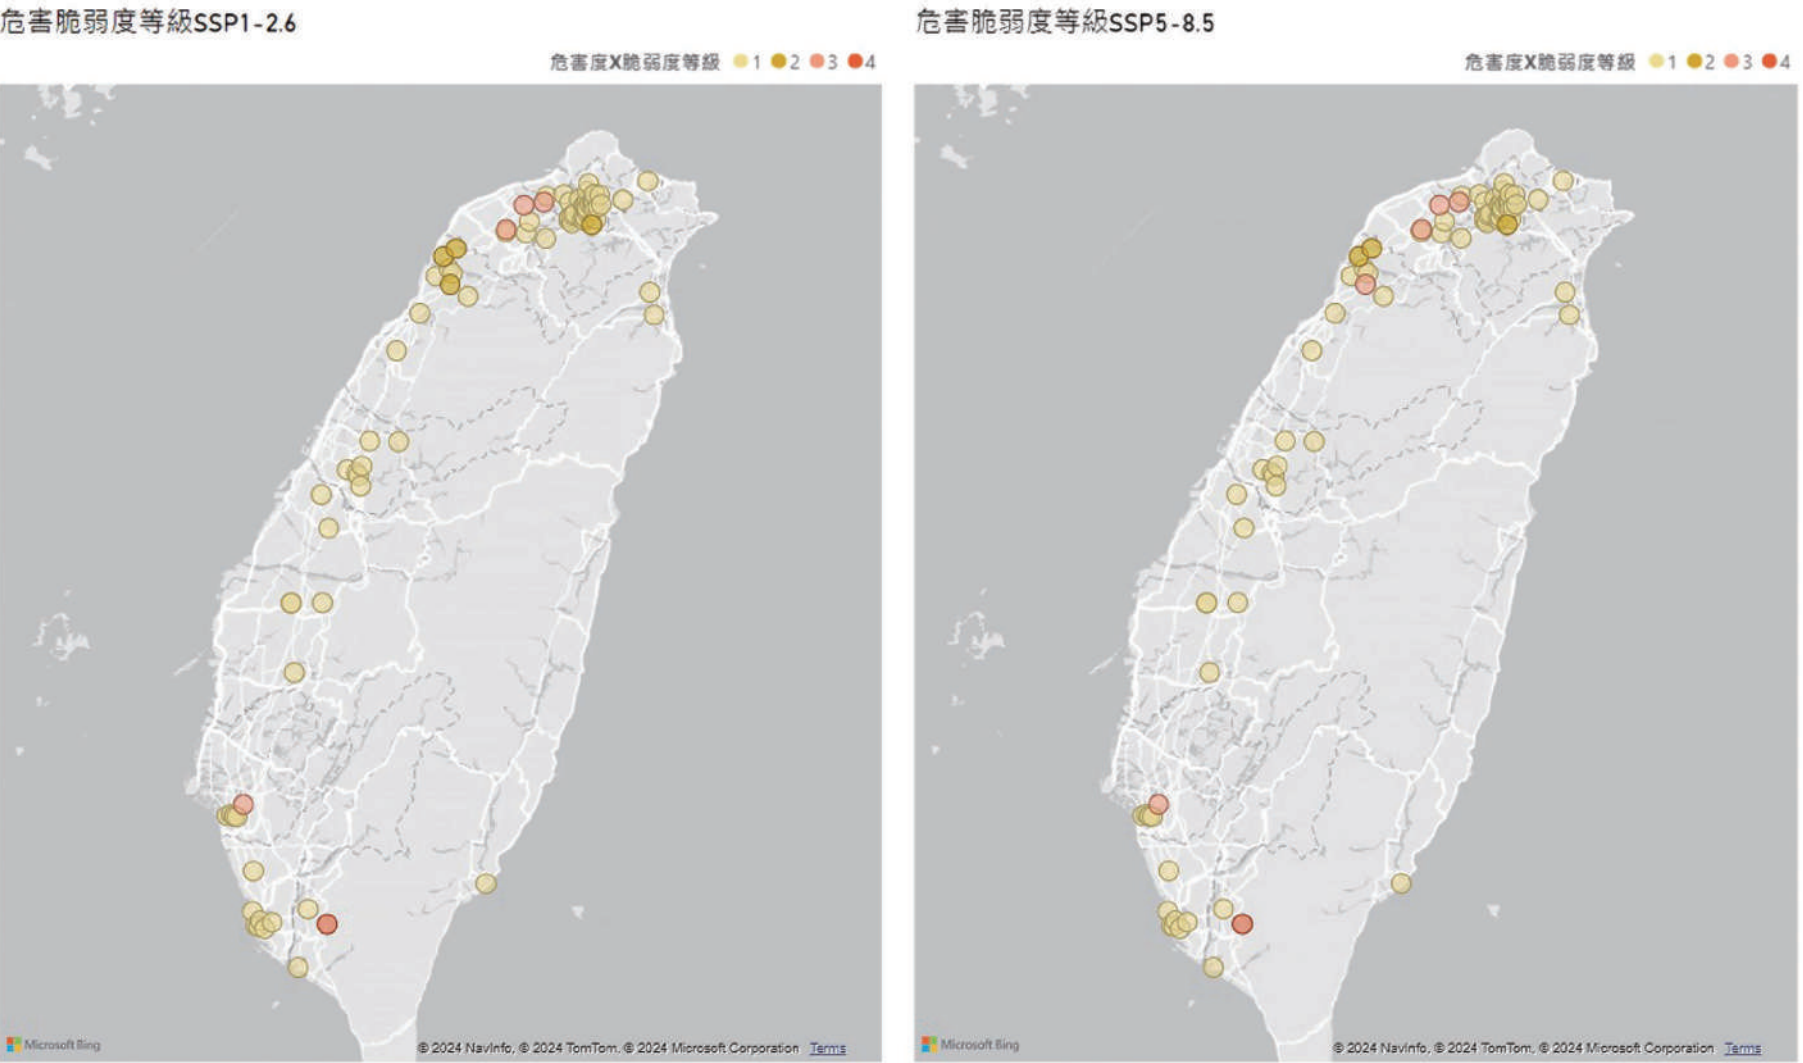 危害脆弱度等級SSP1-2.6
危害度X脆弱度等級 1 2 3 4
Microsoft Bing
© 2024 NavInfo, © 2024 TomTom, © 2024 Microsoft Corporation Terms
危害脆弱度等級SSP5-8.5
危害度X脆弱度等級 1 2 3 4
Microsoft Bing
© 2024 NavInfo, © 2024 TomTom, © 2024 Microsoft Corporation Terms